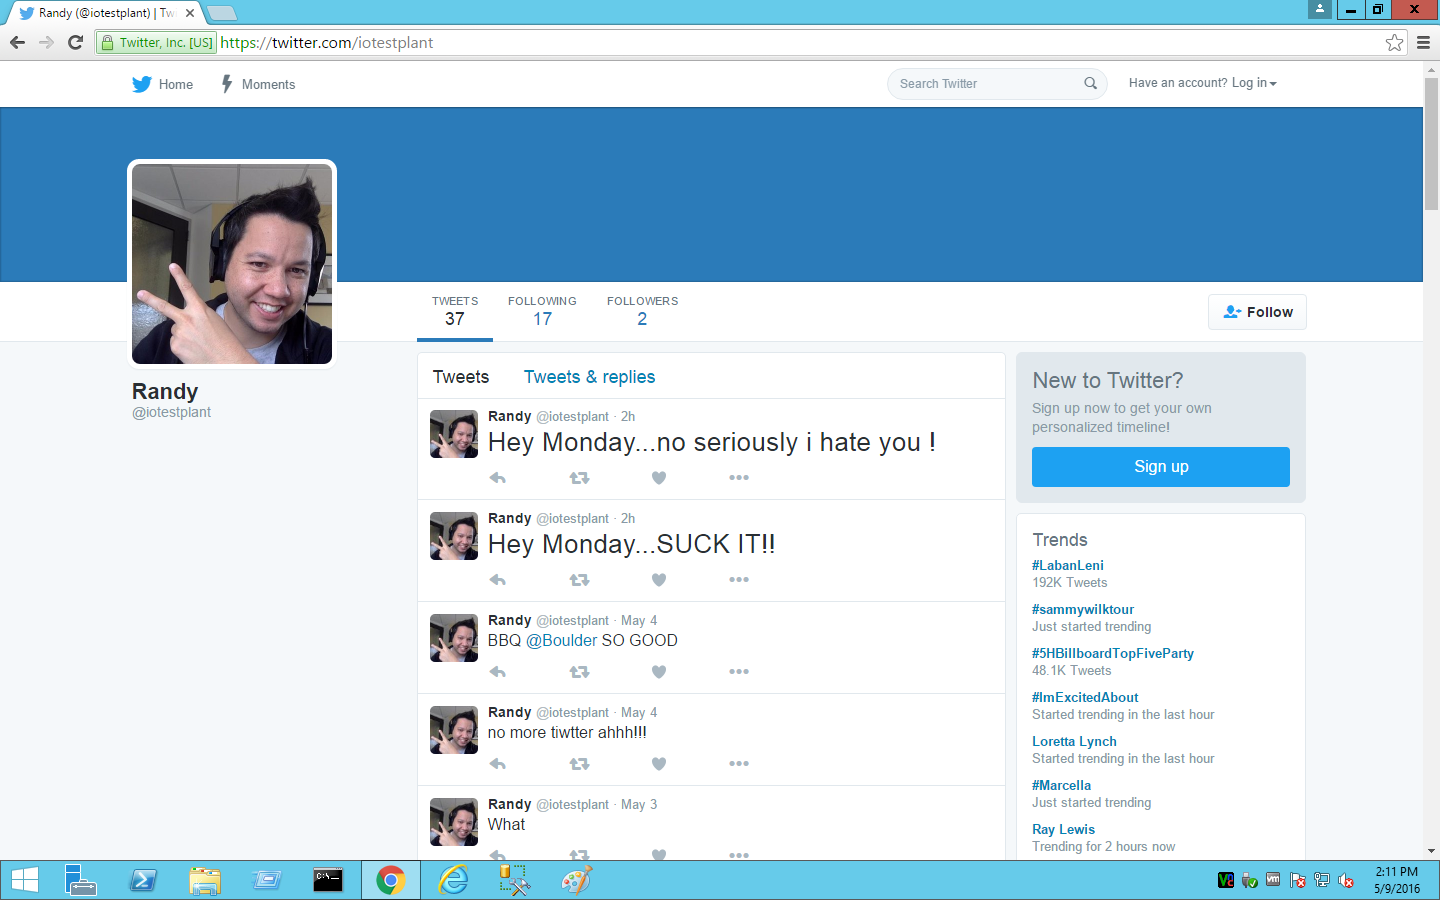 Randy (@iotestplant) | Tw
Twitter, Inc. [US] https://twitter.com/iotestplant
Home Moments Search Twitter Have an account? Log in
TWEETS FOLLOWING FOLLOWERS
37 17 2
Follow
Randy
@iotestplant
Tweets Tweets & replies
Randy @iotestplant · 2h
Hey Monday...no seriously i hate you !
Randy @iotestplant · 2h
Hey Monday...SUCK IT!!
Randy @iotestplant · May 4
BBQ @Boulder SO GOOD
Randy @iotestplant · May 4
no more tiwtter ahhh!!!
Randy @iotestplant · May 3
What
New to Twitter?
Sign up now to get your own
personalized timeline!
Sign up
Trends
#LabanLeni
192K Tweets
#sammywilktour
Just started trending
#5HBillboardTopFiveParty
48.1K Tweets
#ImExcitedAbout
Started trending in the last hour
Loretta Lynch
Started trending in the last hour
#Marcella
Just started trending
Ray Lewis
Trending for 2 hours now
2:11 PM
5/9/2016